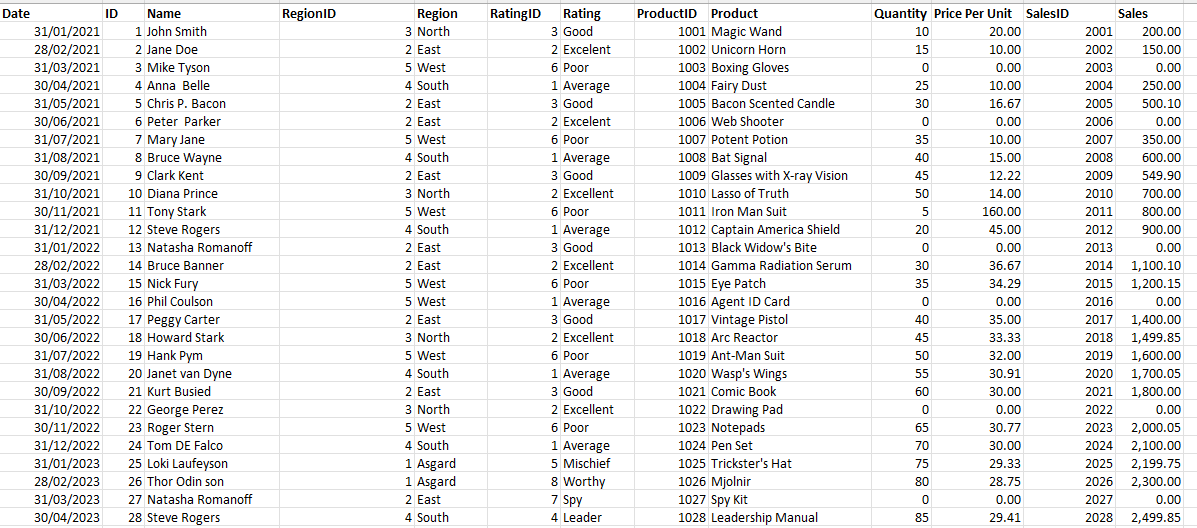 Date ID Name RegionID Region RatingID Rating ProductID Product Quantity Price Per Unit SalesID Sales
31/01/2021 1 John Smith 3 North 3 Good 1001 Magic Wand 10 20.00 2001 200.00
28/02/2021 2 Jane Doe 2 East 2 Excelent 1002 Unicorn Horn 15 10.00 2002 150.00
31/03/2021 3 Mike Tyson 5 West 6 Poor 1003 Boxing Gloves 0 0.00 2003 0.00
30/04/2021 4 Anna  Belle 4 South 1 Average 1004 Fairy Dust 25 10.00 2004 250.00
31/05/2021 5 Chris P. Bacon 2 East 3 Good 1005 Bacon Scented Candle 30 16.67 2005 500.10
30/06/2021 6 Peter  Parker 2 East 2 Excelent 1006 Web Shooter 0 0.00 2006 0.00
31/07/2021 7 Mary Jane 5 West 6 Poor 1007 Potent Potion 35 10.00 2007 350.00
31/08/2021 8 Bruce Wayne 4 South 1 Average 1008 Bat Signal 40 15.00 2008 600.00
30/09/2021 9 Clark Kent 2 East 3 Good 1009 Glasses with X-ray Vision 45 12.22 2009 549.90
31/10/2021 10 Diana Prince 3 North 2 Excellent 1010 Lasso of Truth 50 14.00 2010 700.00
30/11/2021 11 Tony Stark 5 West 6 Poor 1011 Iron Man Suit 5 160.00 2011 800.00
31/12/2021 12 Steve Rogers 4 South 1 Average 1012 Captain America Shield 20 45.00 2012 900.00
31/01/2022 13 Natasha Romanoff 2 East 3 Good 1013 Black Widow's Bite 0 0.00 2013 0.00
28/02/2022 14 Bruce Banner 2 East 2 Excellent 1014 Gamma Radiation Serum 30 36.67 2014 1,100.10
31/03/2022 15 Nick Fury 5 West 6 Poor 1015 Eye Patch 35 34.29 2015 1,200.15
30/04/2022 16 Phil Coulson 5 West 1 Average 1016 Agent ID Card 0 0.00 2016 0.00
31/05/2022 17 Peggy Carter 2 East 3 Good 1017 Vintage Pistol 40 35.00 2017 1,400.00
30/06/2022 18 Howard Stark 3 North 2 Excellent 1018 Arc Reactor 45 33.33 2018 1,499.85
31/07/2022 19 Hank Pym 5 West 6 Poor 1019 Ant-Man Suit 50 32.00 2019 1,600.00
31/08/2022 20 Janet van Dyne 4 South 1 Average 1020 Wasp's Wings 55 30.91 2020 1,700.05
30/09/2022 21 Kurt Busied 2 East 3 Good 1021 Comic Book 60 30.00 2021 1,800.00
31/10/2022 22 George Perez 3 North 2 Excellent 1022 Drawing Pad 0 0.00 2022 0.00
30/11/2022 23 Roger Stern 5 West 6 Poor 1023 Notepads 65 30.77 2023 2,000.05
31/12/2022 24 Tom DE Falco 4 South 1 Average 1024 Pen Set 70 30.00 2024 2,100.00
31/01/2023 25 Loki Laufeyson 1 Asgard 5 Mischief 1025 Trickster's Hat 75 29.33 2025 2,199.75
28/02/2023 26 Thor Odin son 1 Asgard 8 Worthy 1026 Mjolnir 80 28.75 2026 2,300.00
31/03/2023 27 Natasha Romanoff 2 East 7 Spy 1027 Spy Kit 0 0.00 2027 0.00
30/04/2023 28 Steve Rogers 4 South 4 Leader 1028 Leadership Manual 85 29.41 2028 2,499.85